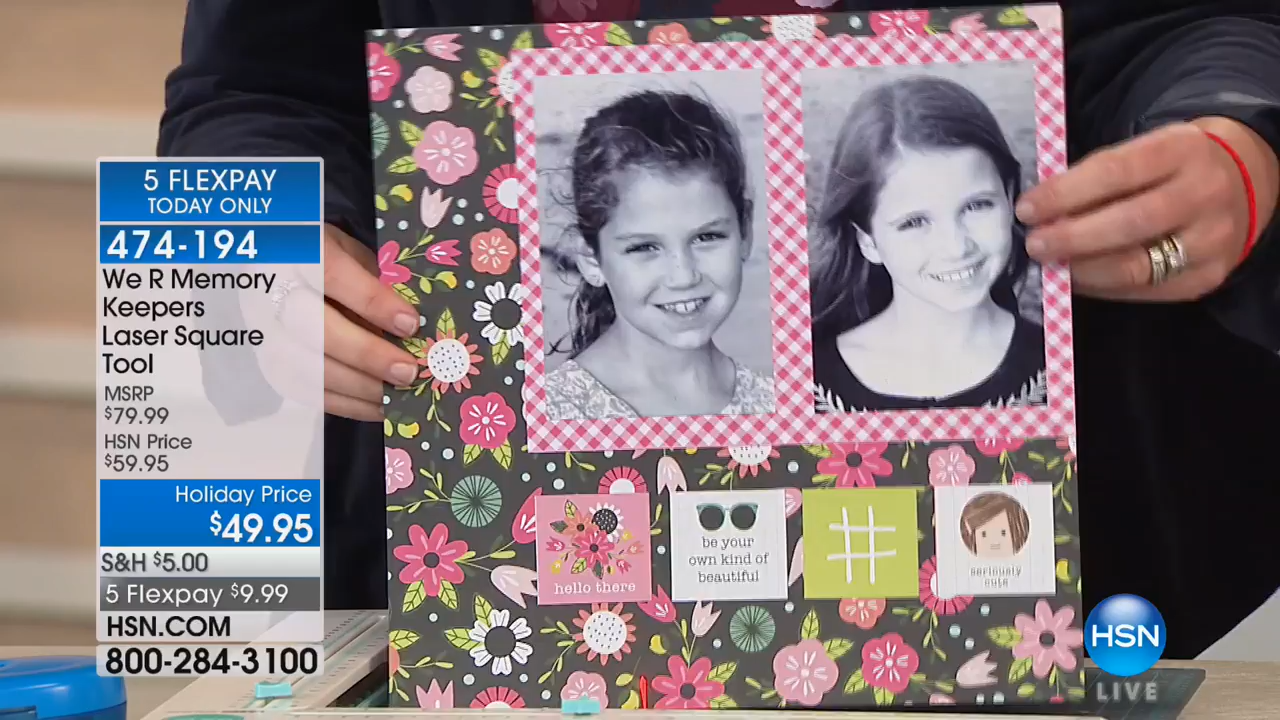 5 FLEXPAY
TODAY ONLY
474-194
We R Memory
Keepers
Laser Square
Tool
MSRP
$79.99
HSN Price
$59.95
Holiday Price
$49.95
S&H $5.00
5 Flexpay $9.99
HSN.COM
800-284-3100
hello there
be your
own kind of
beautiful
#
seriously
cute
HSN
LIVE